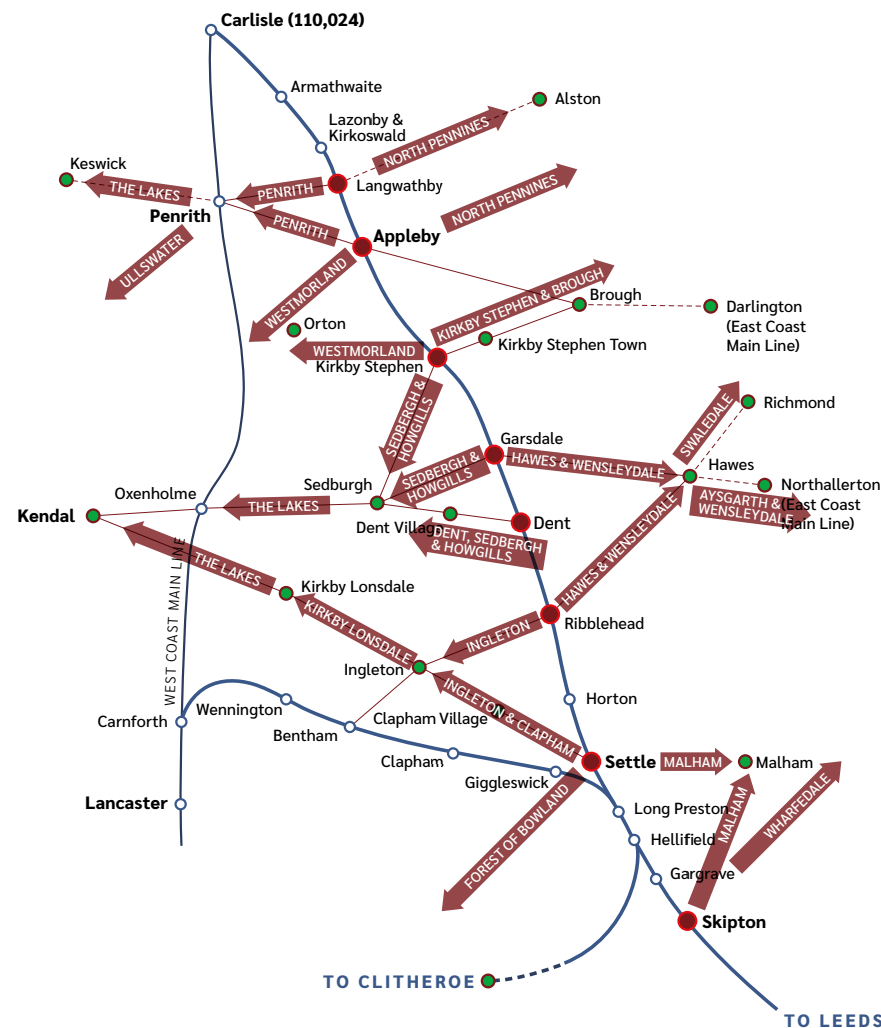 Carlisle (110,024)
Armathwaite
Alston
Lazonby &
Kirkoswald
NORTH PENNINES
Keswick
THE LAKES
PENRITH
Langwathby
NORTH PENNINES
Penrith
PENRITH
Appleby
ULLSWATER
WESTMORLAND
KIRKBY STEPHEN & BROUGH
Brough
Darlington
(East Coast
Main Line)
Orton
Kirkby Stephen Town
WESTMORLAND
Kirkby Stephen
SEDBERGH &
HOWGILLS
SWALEDALE
Richmond
Garsdale
HAWES & WENSLEYDALE
Hawes
SEDBERGH &
HOWGILLS
Sedburgh
Oxenholme
THE LAKES
Northallerton
(East Coast
Main Line)
AYSGARTH &
WENSLEYDALE
Kendal
Dent Village
Dent
DENT, SEDBERGH
& HOWGILLS
HAWES & WENSLEYDALE
THE LAKES
Kirkby Lonsdale
WEST COAST MAIN LINE
KIRKBY LONSDALE
INGLETON
Ribblehead
Ingleton
INGLETON & CLAPHAM
Horton
Wennington
Clapham Village
Carnforth
Bentham
Clapham
Settle
MALHAM
Malham
Giggleswick
Lancaster
Long Preston
MALHAM
WHARFEDALE
FOREST OF BOWLAND
Hellifield
Gargrave
Skipton
TO CLITHEROE
TO LEEDS